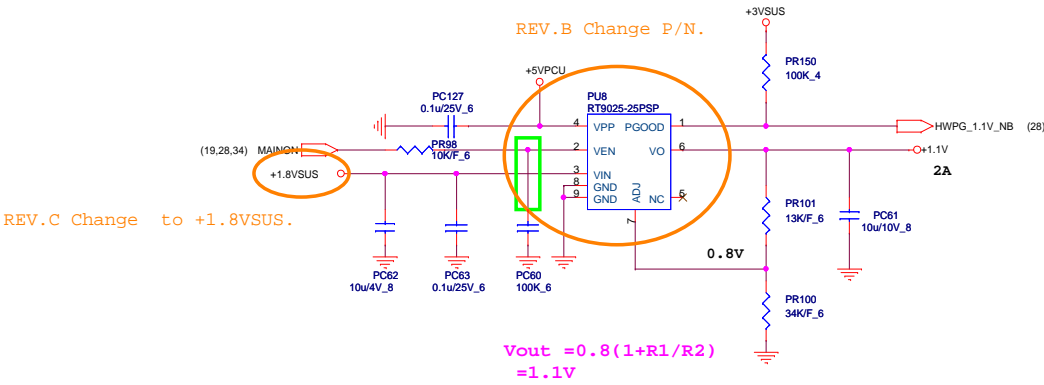 +3VSUS
REV.B Change P/N.
+5VPCU
PR150
100K_4
PC127
0.1u/25V_6
PU8
RT9025-25PSP
4 VPP PGOOD 1
HWPG_1.1V_NB (28)
(19,28,34) MAINON
PR98
10K/F_6
2 VEN VO 6
+1.1V
2A
+1.8VSUS
3 VIN
8 GND
9 GND
ADJ
NC 5
7
REV.C Change to +1.8VSUS.
PR101
13K/F_6
PC61
10u/10V_8
0.8V
PC62
10u/4V_8
PC63
0.1u/25V_6
PC60
100K_6
PR100
34K/F_6
Vout =0.8(1+R1/R2)
=1.1V